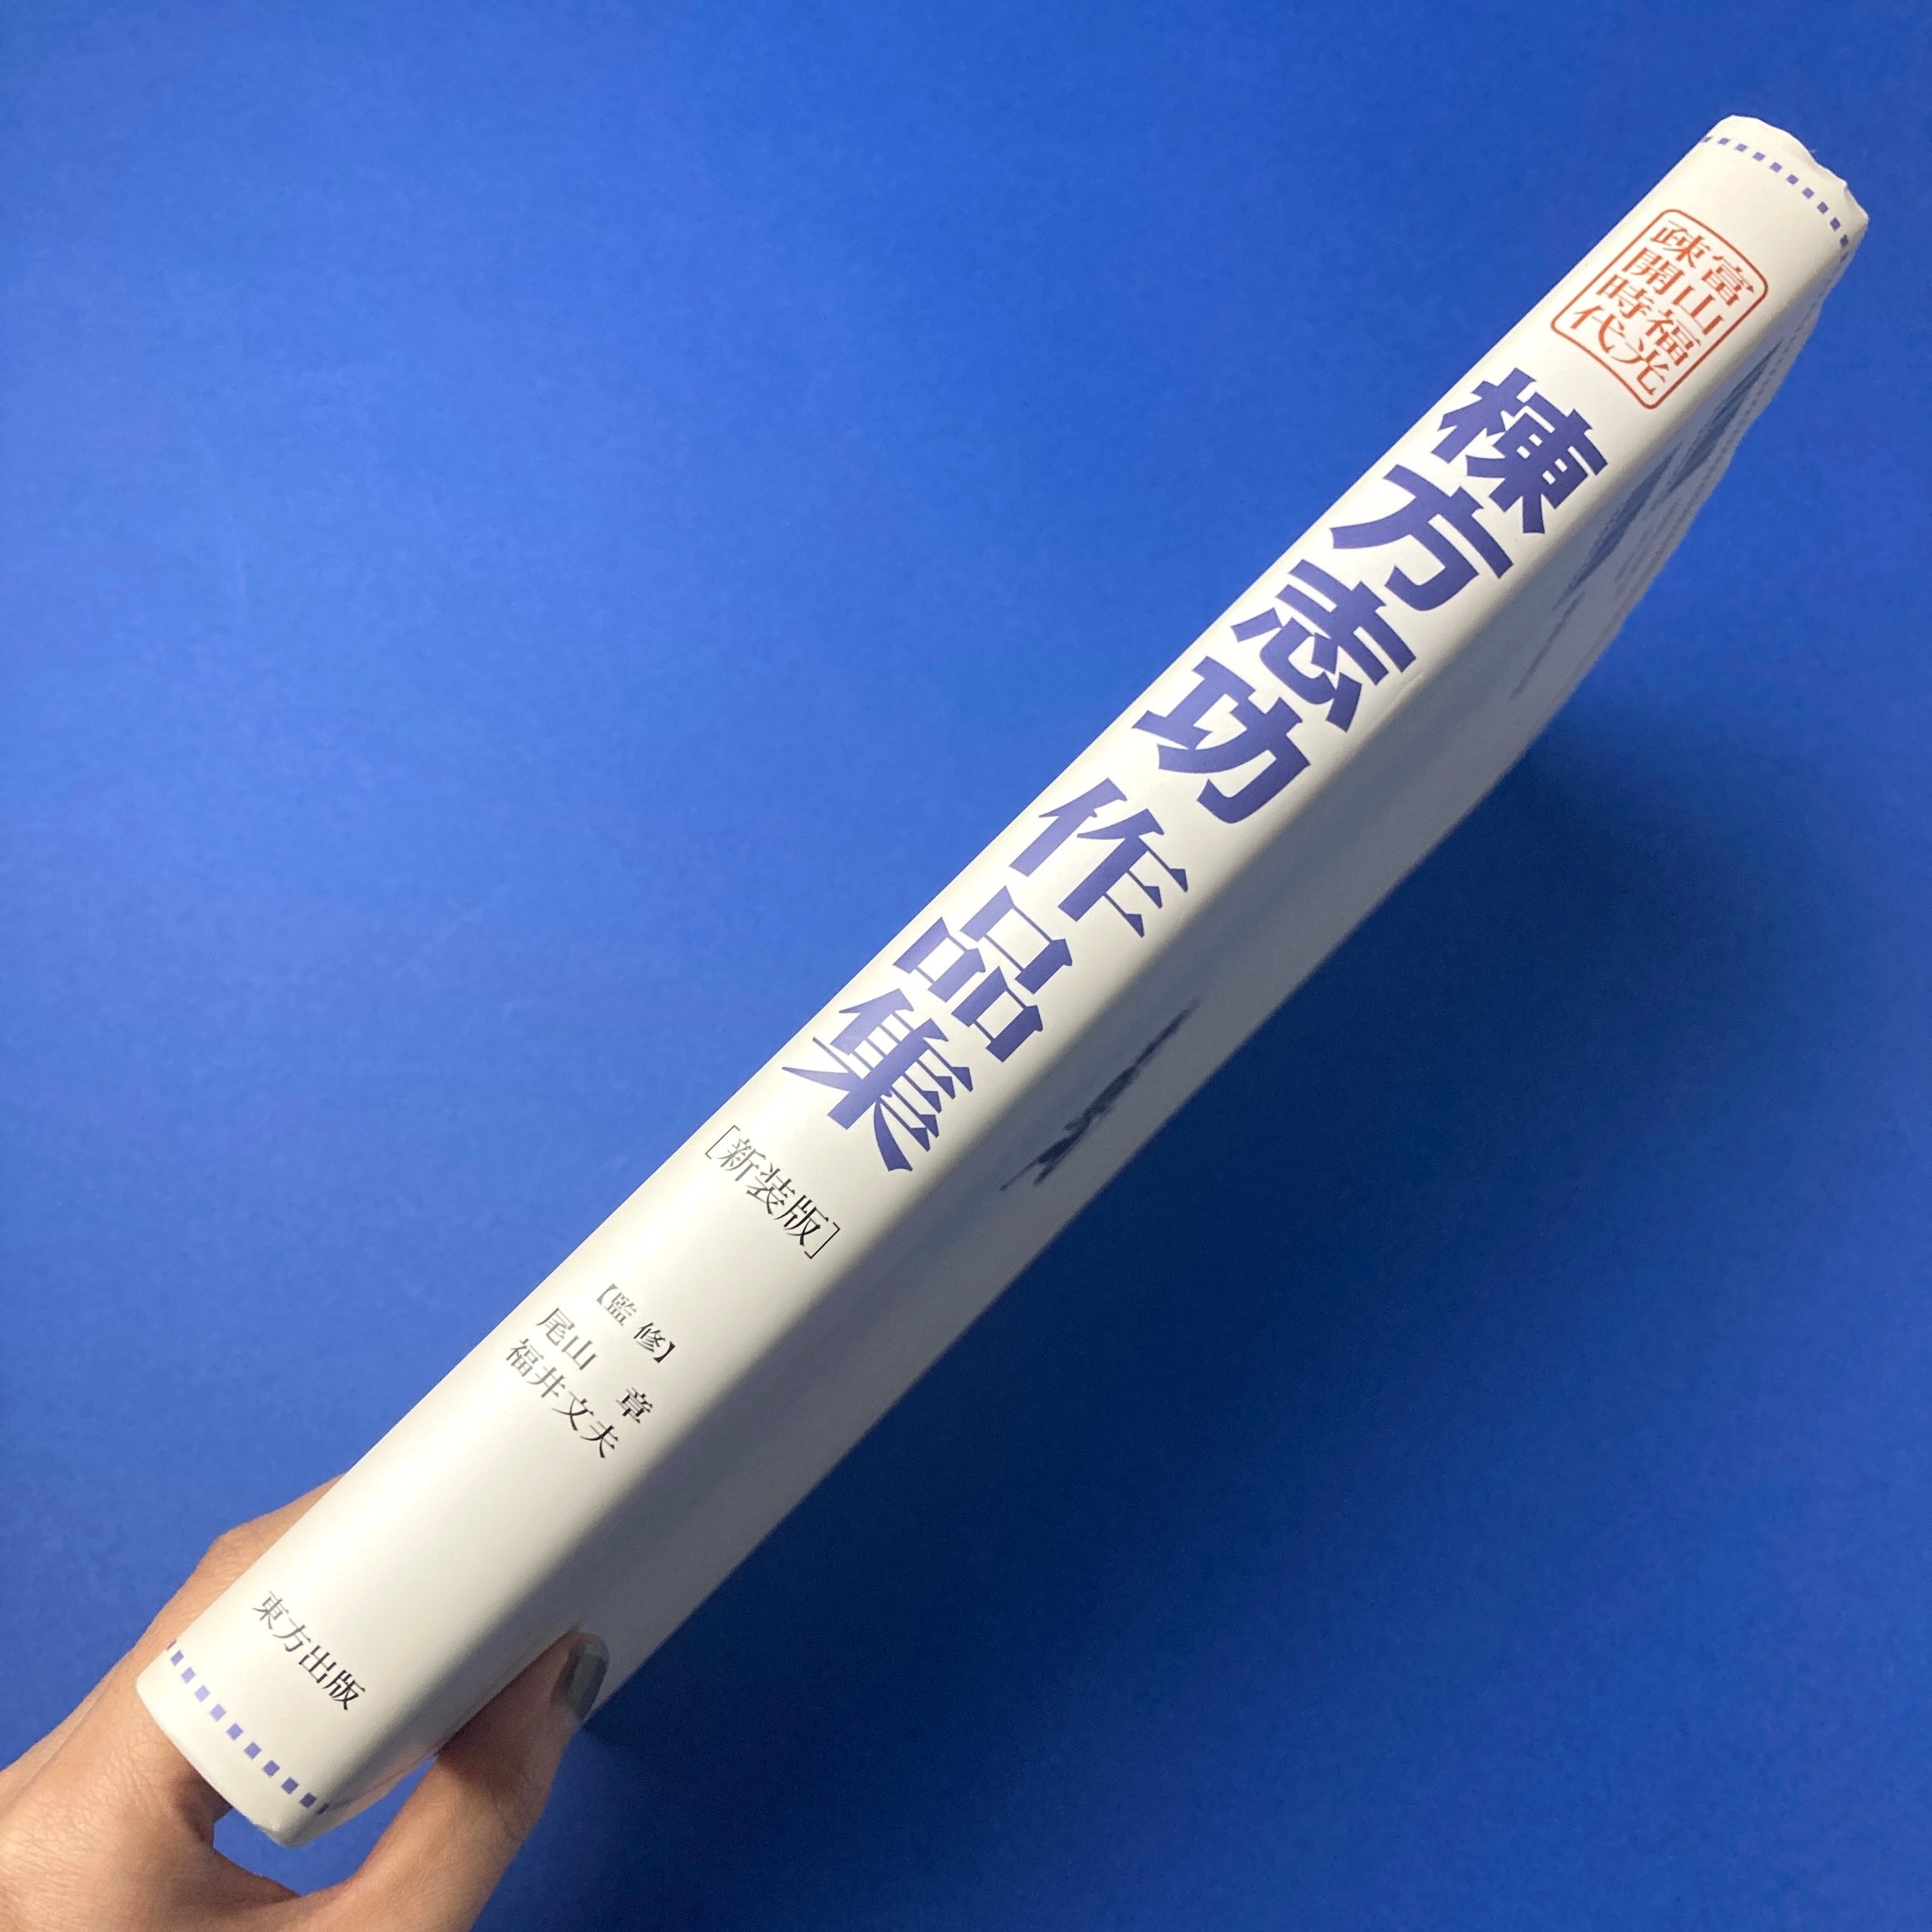 富山福光
疎開時代
棟方志功作品集
［新装版］
【監修】
尾山 章
福井文夫
東方出版